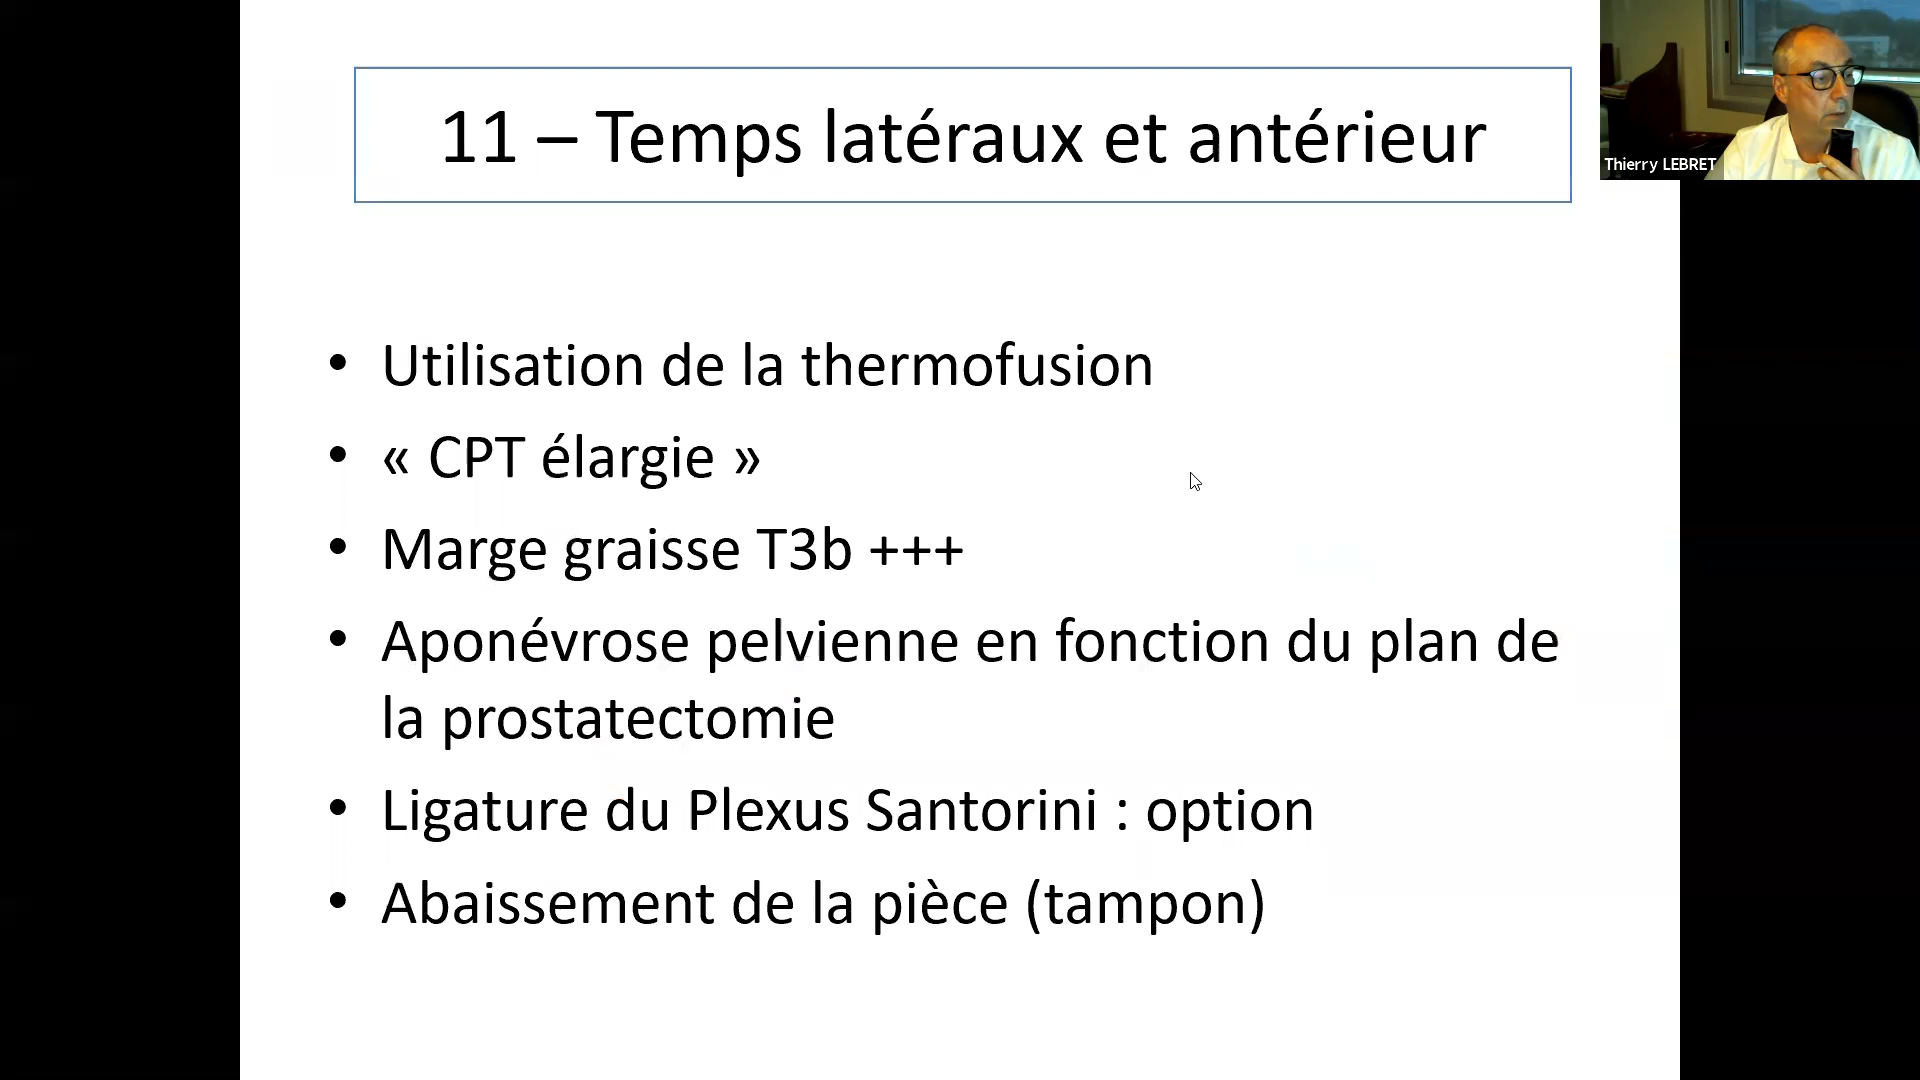 11 – Temps latéraux et antérieur
Thierry LEBRET
• Utilisation de la thermofusion
• « CPT élargie »
• Marge graisse T3b +++
• Aponévrose pelvienne en fonction du plan de
la prostatectomie
• Ligature du Plexus Santorini : option
• Abaissement de la pièce (tampon)